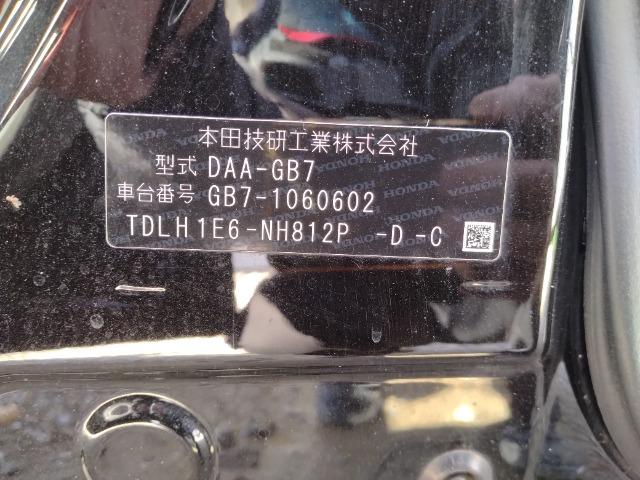 本田技研工業株式会社
型式 DAA-GB7
車台番号 GB7-1060602
TDLH1E6-NH812P -D-C